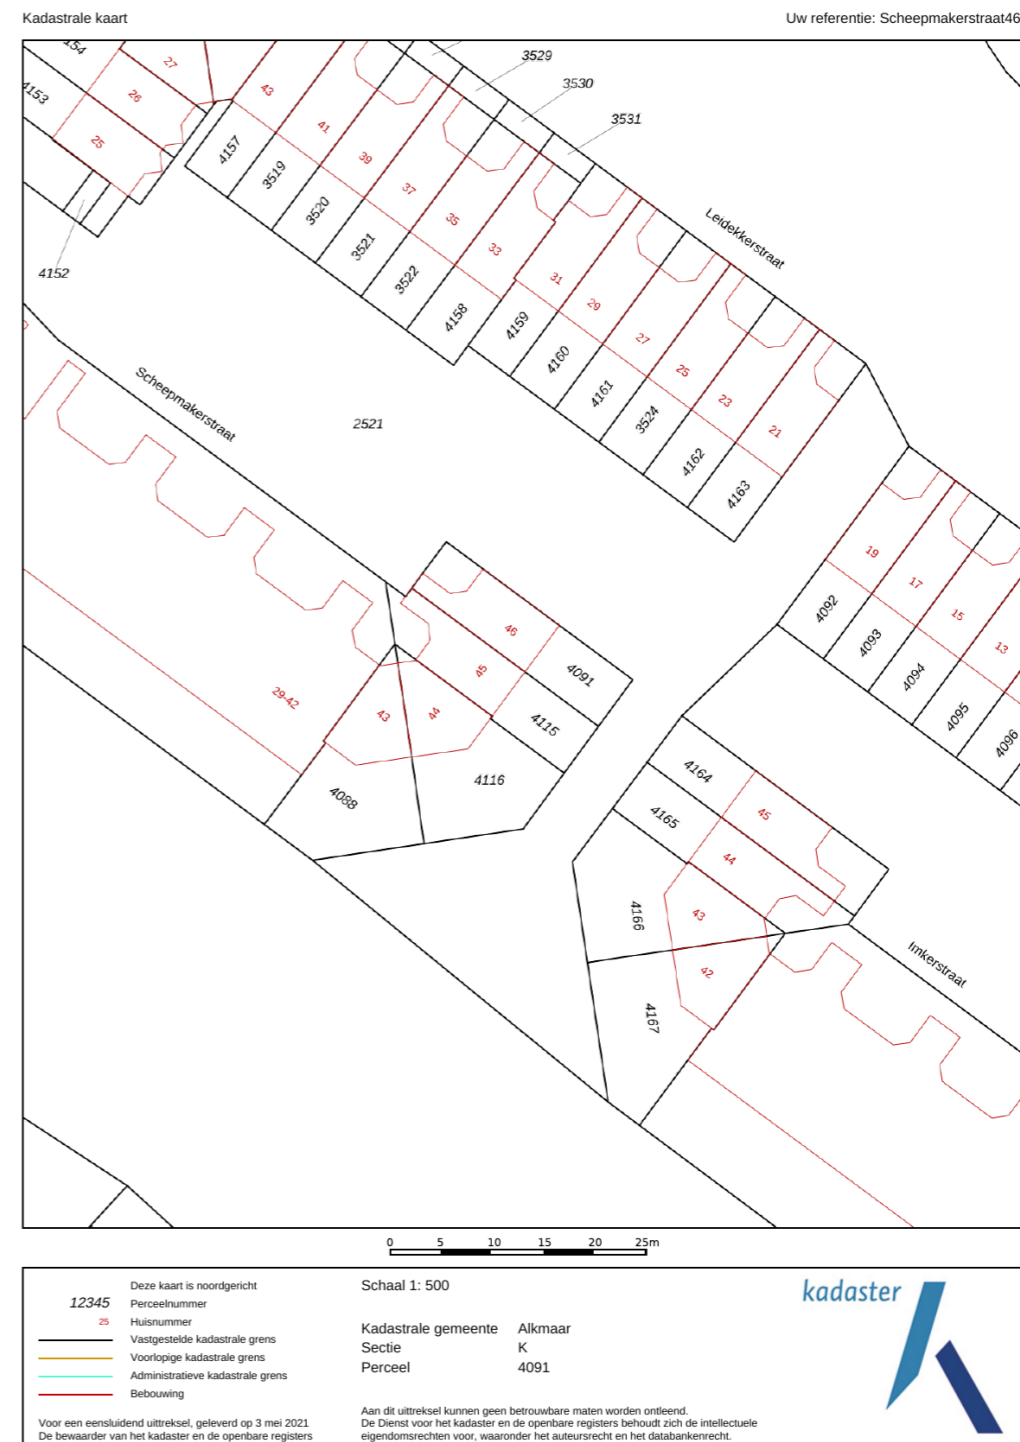 Kadastrale kaart
Uw referentie: Scheepmakerstraat46
3529
3530
3531
4154
27
4153
26
25
43
41
39
37
35
33
4157
3519
3520
3521
3522
4158
4152
Leidekkerstraat
31
29
27
25
23
21
4159
4160
4161
3524
4162
4163
Scheepmakerstraat
2521
19
17
15
13
4092
4093
4094
4095
4096
46
45
44
43
29-42
4091
4115
4116
4088
4164
4165
4166
4167
45
44
43
42
Imkerstraat
0 5 10 15 20 25m
Deze kaart is noordgericht
12345 Perceelnummer
25 Huisnummer
Vastgestelde kadastrale grens
Voorlopige kadastrale grens
Administratieve kadastrale grens
Bebouwing
Voor een eensluidend uittreksel, geleverd op 3 mei 2021
De bewaarder van het kadaster en de openbare registers
Schaal 1: 500
Kadastrale gemeente Alkmaar
Sectie K
Perceel 4091
Aan dit uittreksel kunnen geen betrouwbare maten worden ontleend.
De Dienst voor het kadaster en de openbare registers behoudt zich de intellectuele
eigendomsrechten voor, waaronder het auteursrecht en het databankenrecht.
kadaster